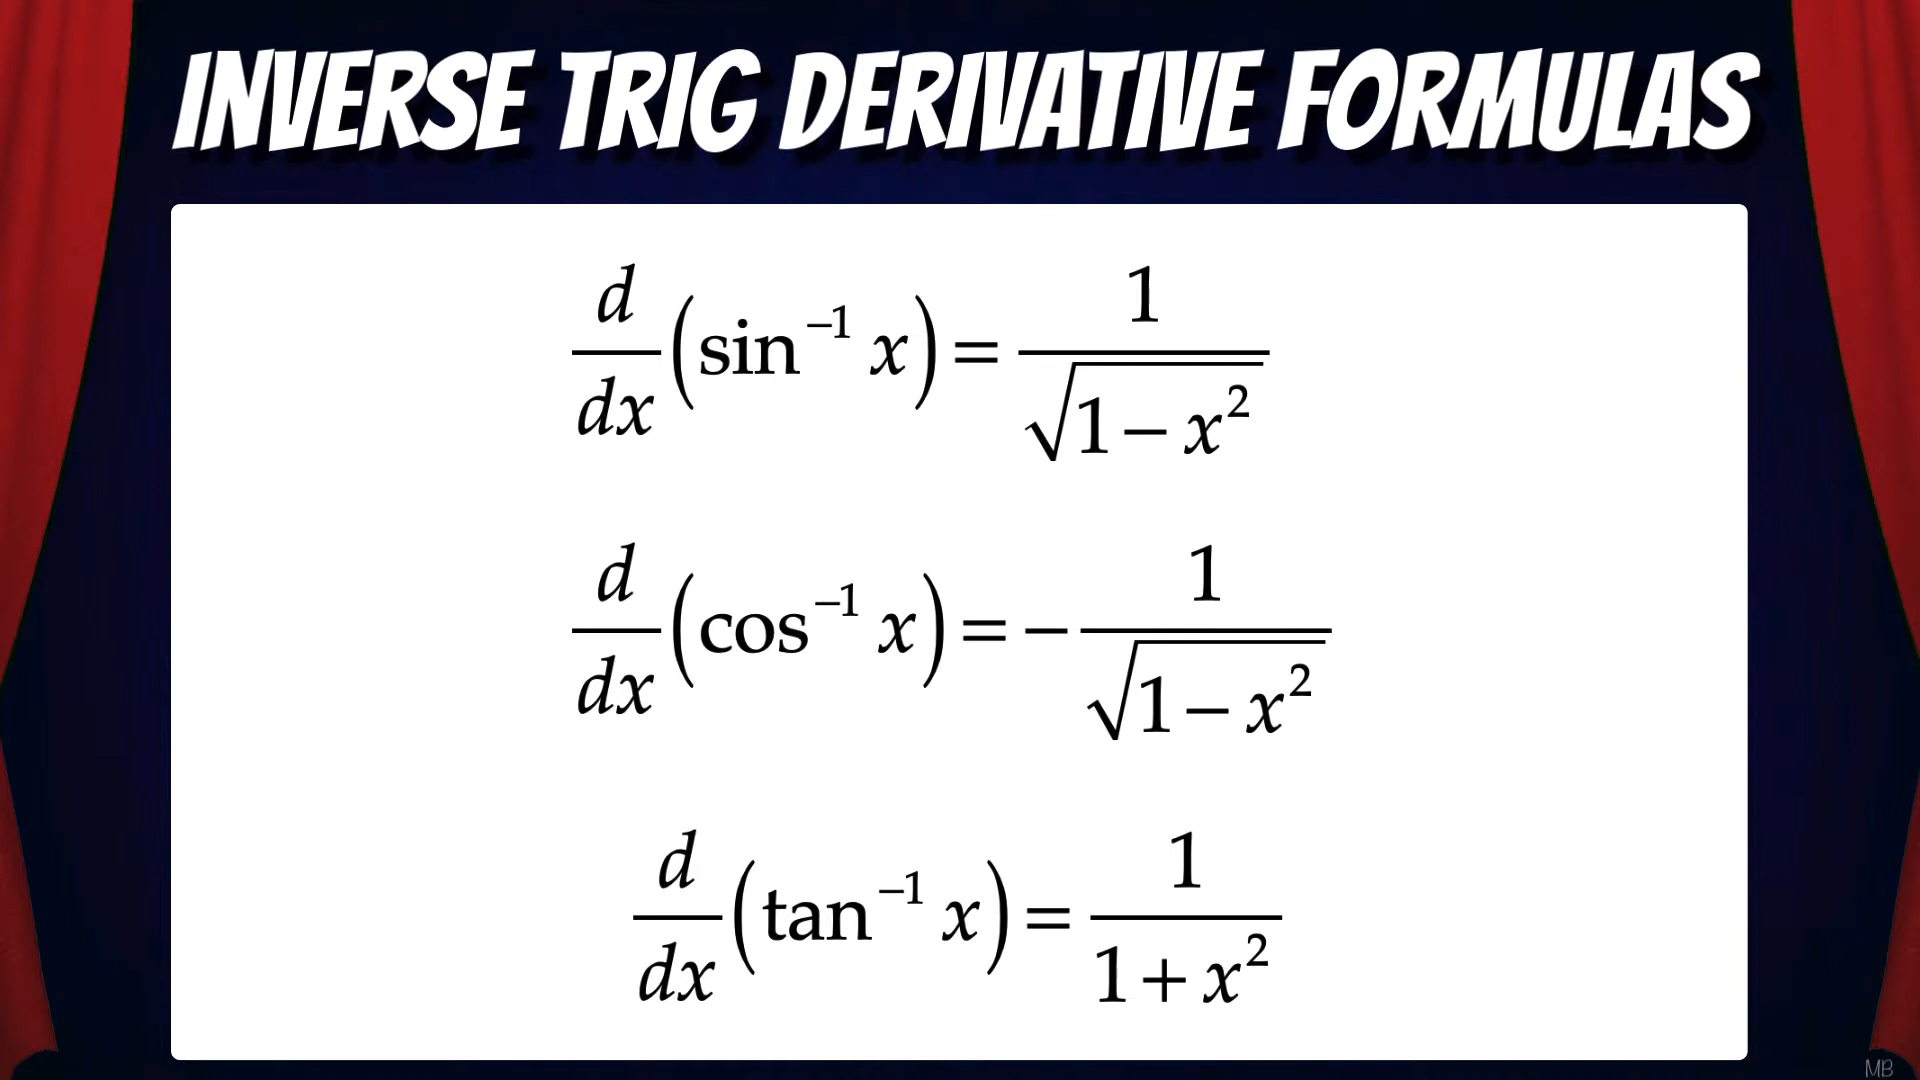 INVERSE TRIG DERIVATIVE FORMULAS
d/dx (sin⁻¹ x) = 1/√(1 − x²)
d/dx (cos⁻¹ x) = − 1/√(1 − x²)
d/dx (tan⁻¹ x) = 1/(1 + x²)
MB